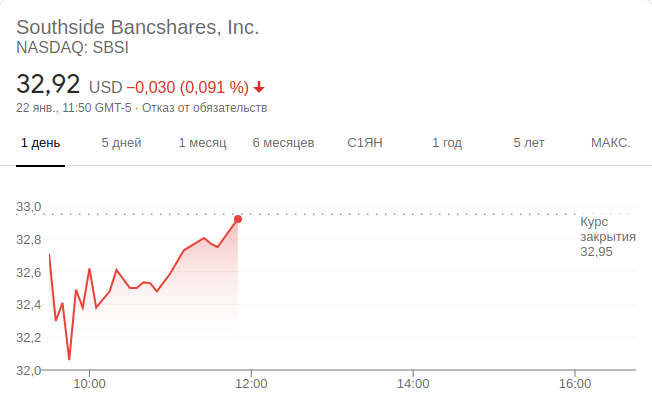 Southside Bancshares, Inc.
NASDAQ: SBSI
32,92 USD −0,030 (0,091 %)
22 янв., 11:50 GMT-5 · Отказ от обязательств
1 день 5 дней 1 месяц 6 месяцев С1ЯН 1 год 5 лет МАКС.
33,0
Курс
закрытия
32,95
32,8
32,6
32,4
32,2
32,0
10:00 12:00 14:00 16:00